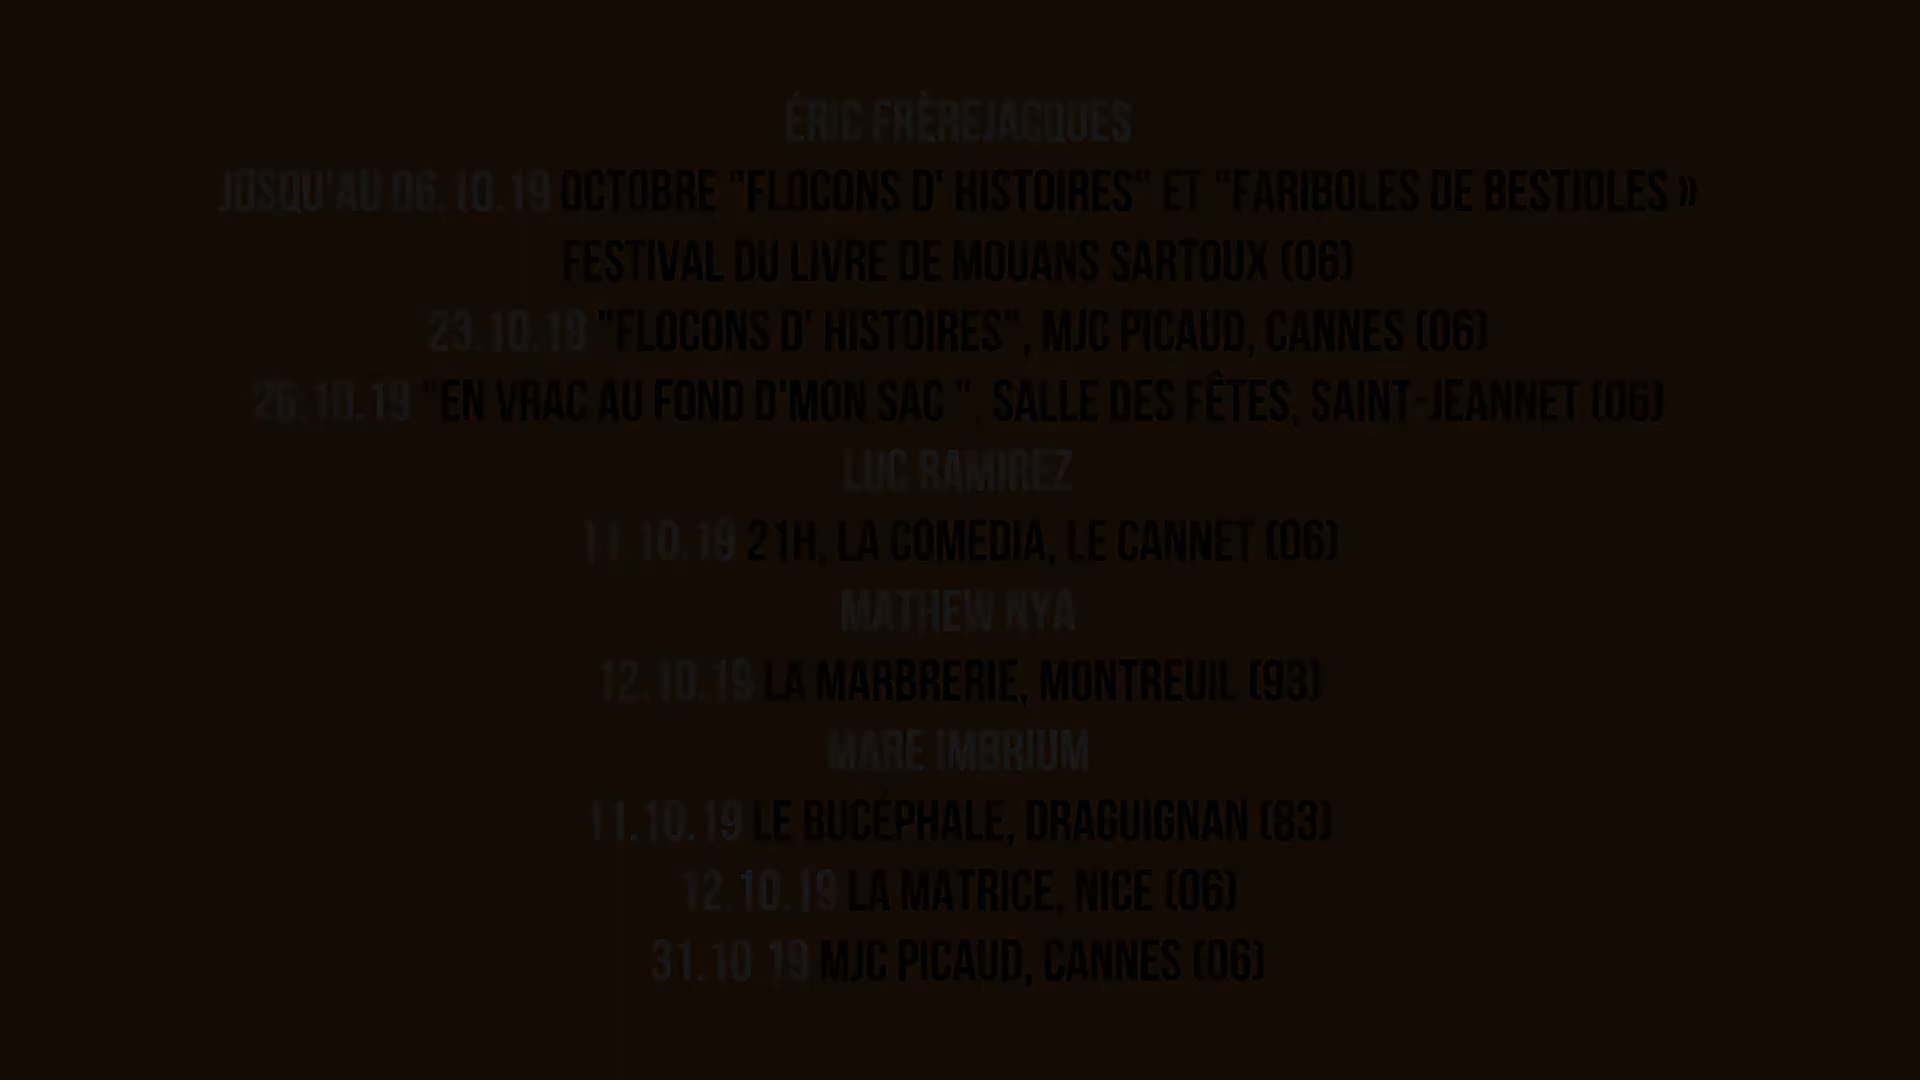 ÉRIC FRÈREJACQUES
JUSQU'AU 06.10.19 OCTOBRE "FLOCONS D' HISTOIRES" ET "FARIBOLES DE BESTIOLES »
FESTIVAL DU LIVRE DE MOUANS SARTOUX (06)
23.10.19 "FLOCONS D' HISTOIRES", MJC PICAUD, CANNES (06)
26.10.19 "EN VRAC AU FOND D'MON SAC ". SALLE DES FÊTES, SAINT-JEANNET (06)
LUC RAMIREZ
11.10.19 21H, LA COMEDIA, LE CANNET (06)
MATHEW NYA
12.10.19 LA MARBRERIE, MONTREUIL (93)
MARE IMBRIUM
11.10.19 LE BUCÉPHALE, DRAGUIGNAN (83)
12.10.19 LA MATRICE, NICE (06)
31.10.19 MJC PICAUD, CANNES (06)